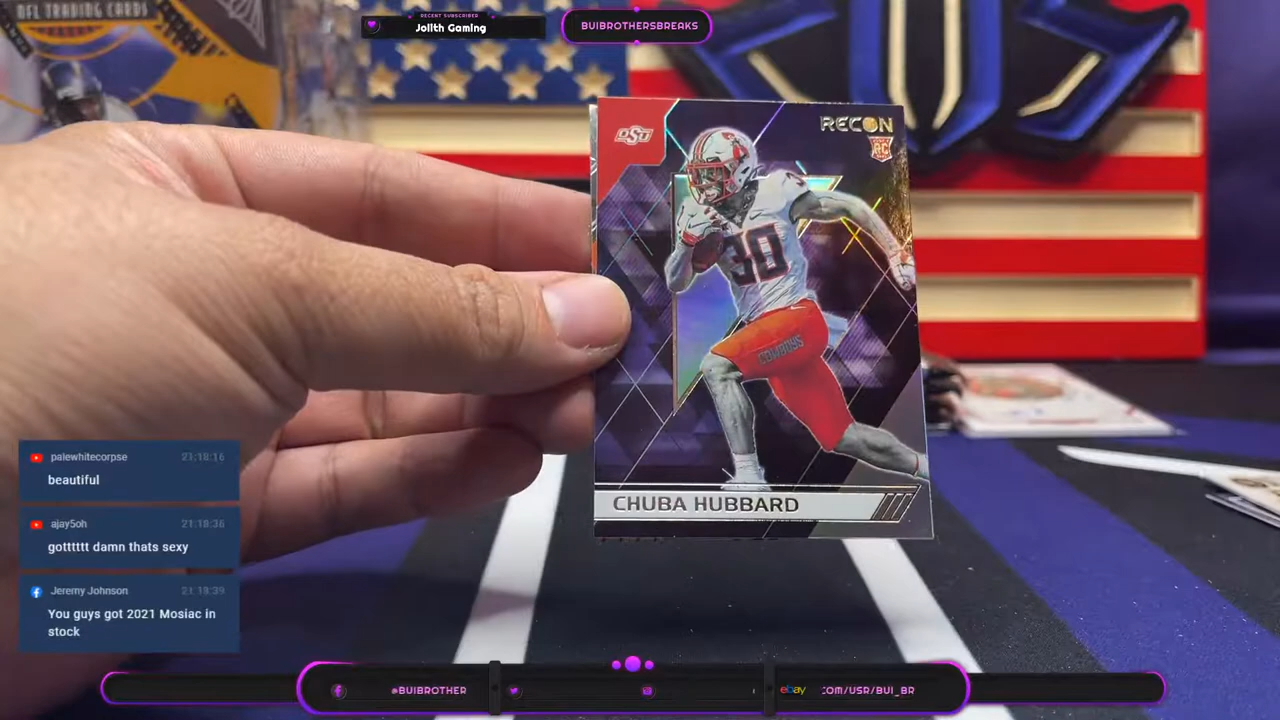 NFL TRADING CARDS
RECENT SUBSCRIBER
Jolith Gaming
BUIBROTHERSBREAKS
OSU
RECON
RC
30
COMBOYS
CHUBA HUBBARD
palewhitecorpse 21:18:16
beautiful
ajay5oh 21:18:36
gotttttt damn thats sexy
Jeremy Johnson 21:18:39
You guys got 2021 Mosiac in
stock
@BUIBROTHER
ebay :OM/USR/BUI_BR